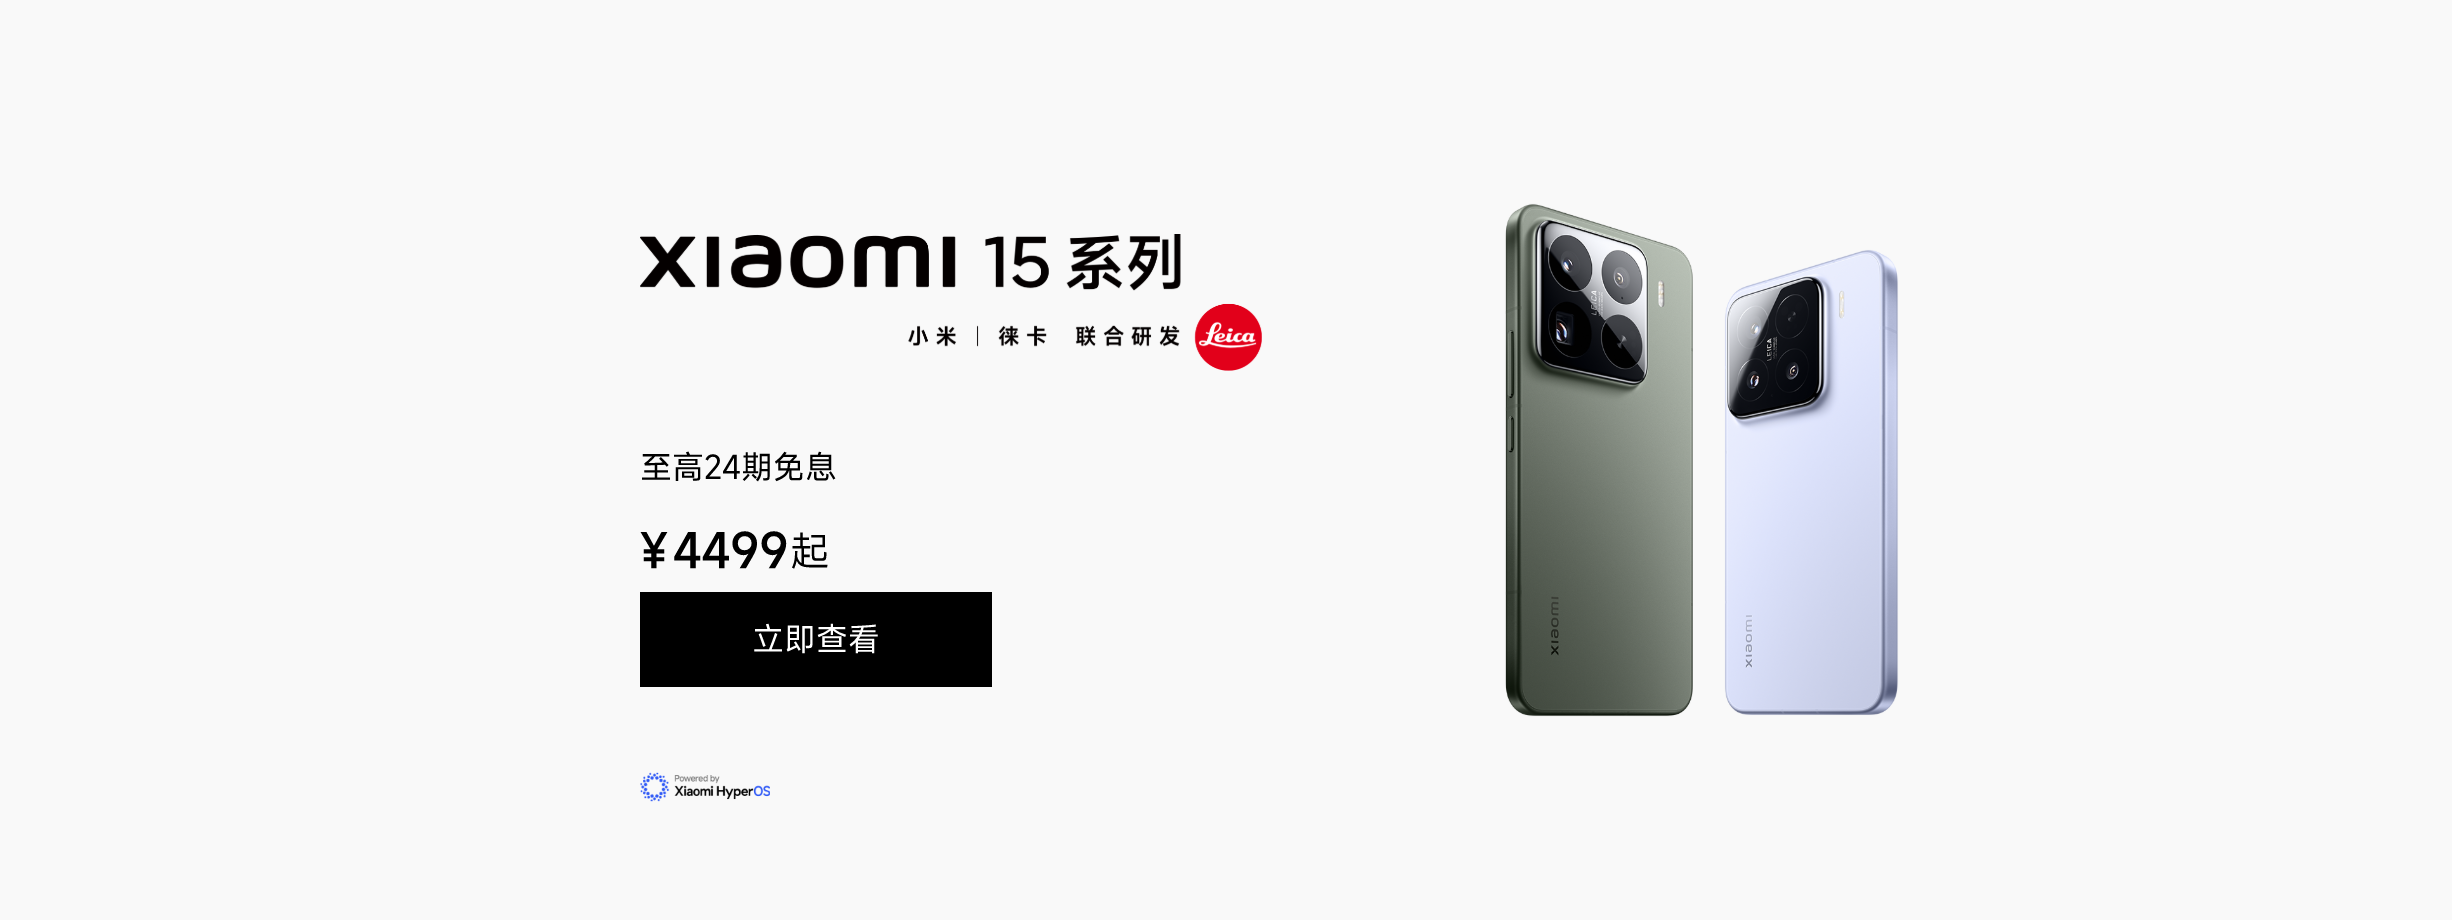 xiaomi 15 系列
小米 | 徕卡 联合研发 Leica
至高24期免息
¥4499起
立即查看
Powered by
Xiaomi HyperOS
LEICA
xiaomi
LEICA
xiaomi